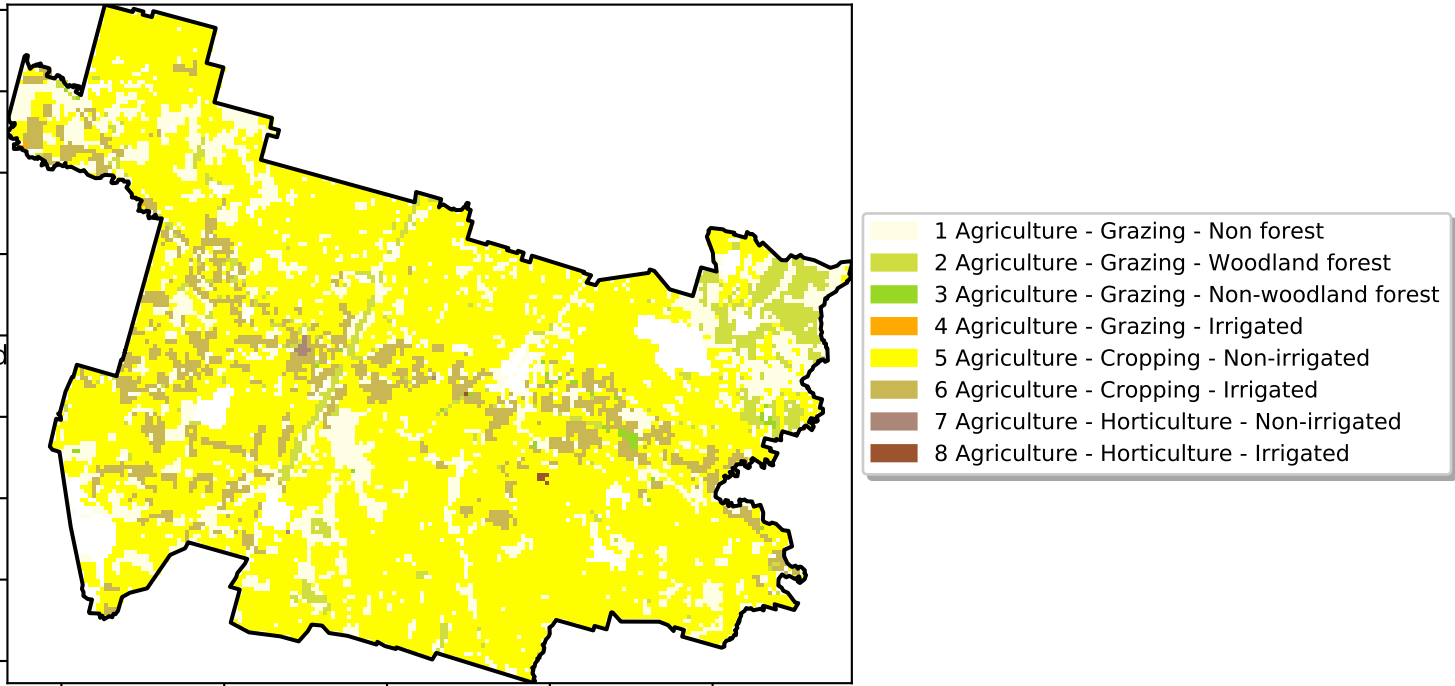 d
1 Agriculture - Grazing - Non forest
2 Agriculture - Grazing - Woodland forest
3 Agriculture - Grazing - Non-woodland forest
4 Agriculture - Grazing - Irrigated
5 Agriculture - Cropping - Non-irrigated
6 Agriculture - Cropping - Irrigated
7 Agriculture - Horticulture - Non-irrigated
8 Agriculture - Horticulture - Irrigated